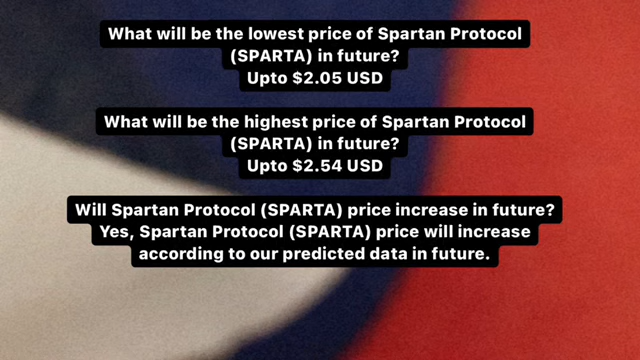 What will be the lowest price of Spartan Protocol
(SPARTA) in future?
Upto $2.05 USD
What will be the highest price of Spartan Protocol
(SPARTA) in future?
Upto $2.54 USD
Will Spartan Protocol (SPARTA) price increase in future?
Yes, Spartan Protocol (SPARTA) price will increase
according to our predicted data in future.